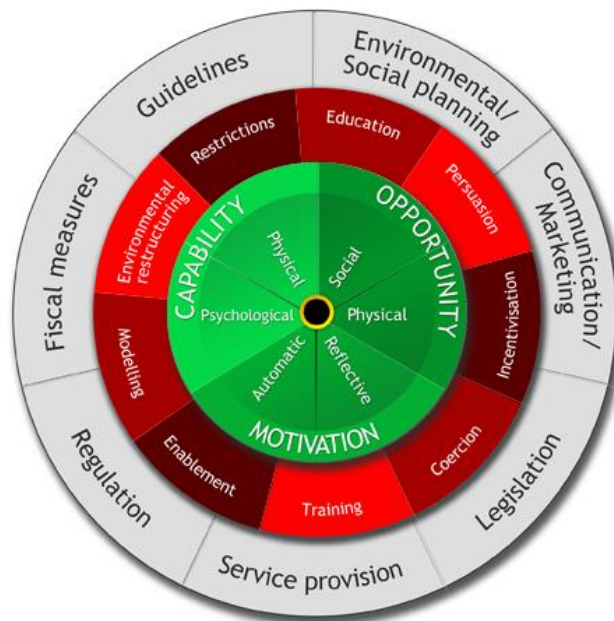 Environmental/
Social planning
Communication/
Marketing
Legislation
Service provision
Regulation
Fiscal measures
Guidelines
Education
Persuasion
Incentivisation
Coercion
Training
Enablement
Modelling
Environmental
restructuring
Restrictions
CAPABILITY
OPPORTUNITY
MOTIVATION
Physical
Social
Psychological
Physical
Automatic
Reflective